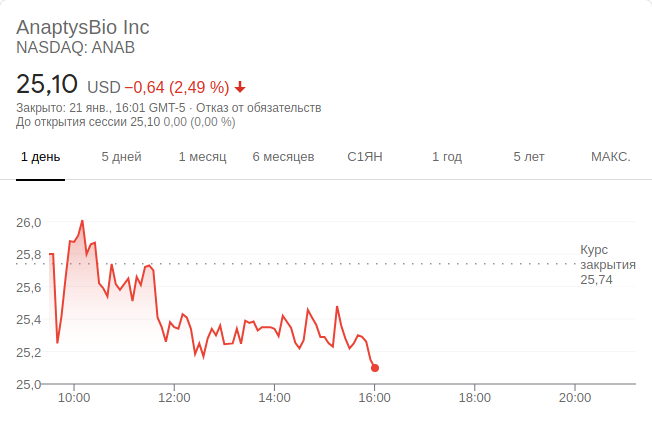 AnaptysBio Inc
NASDAQ: ANAB
25,10 USD −0,64 (2,49 %)
Закрыто: 21 янв., 16:01 GMT-5 · Отказ от обязательств
До открытия сессии 25,10 0,00 (0,00 %)
1 день 5 дней 1 месяц 6 месяцев С1ЯН 1 год 5 лет МАКС.
26,0
25,8
25,6
25,4
25,2
25,0
Курс
закрытия
25,74
10:00 12:00 14:00 16:00 18:00 20:00